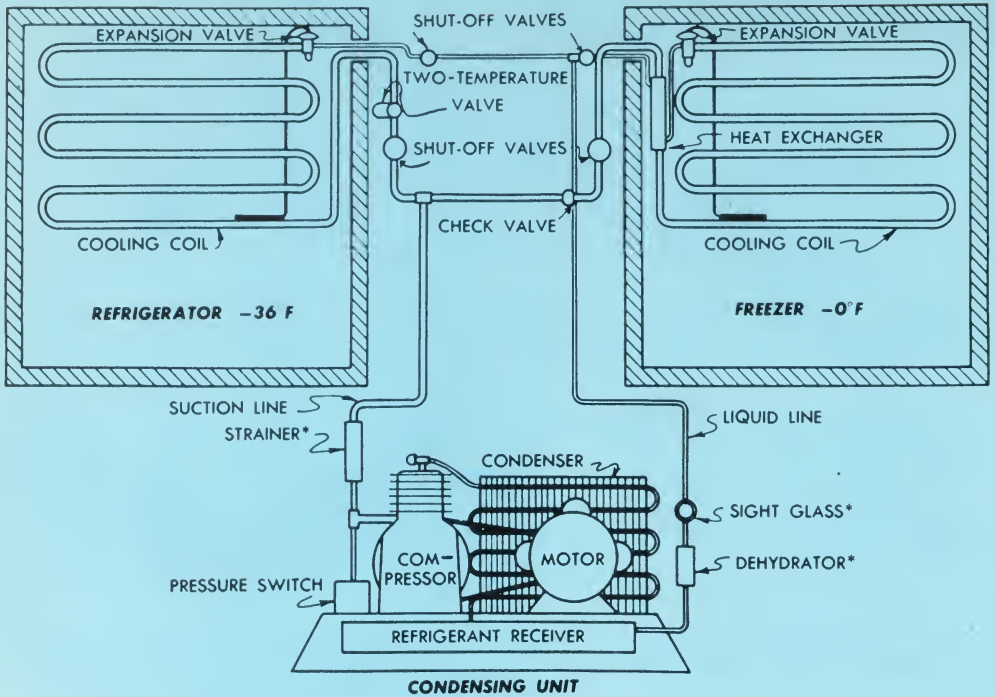 EXPANSION VALVE
SHUT-OFF VALVES
EXPANSION VALVE
TWO-TEMPERATURE
VALVE
SHUT-OFF VALVES
HEAT EXCHANGER
CHECK VALVE
COOLING COIL
COOLING COIL
REFRIGERATOR -36 F
FREEZER -0°F
SUCTION LINE
STRAINER*
LIQUID LINE
CONDENSER
SIGHT GLASS*
COM-
PRESSOR
MOTOR
DEHYDRATOR*
PRESSURE SWITCH
REFRIGERANT RECEIVER
CONDENSING UNIT